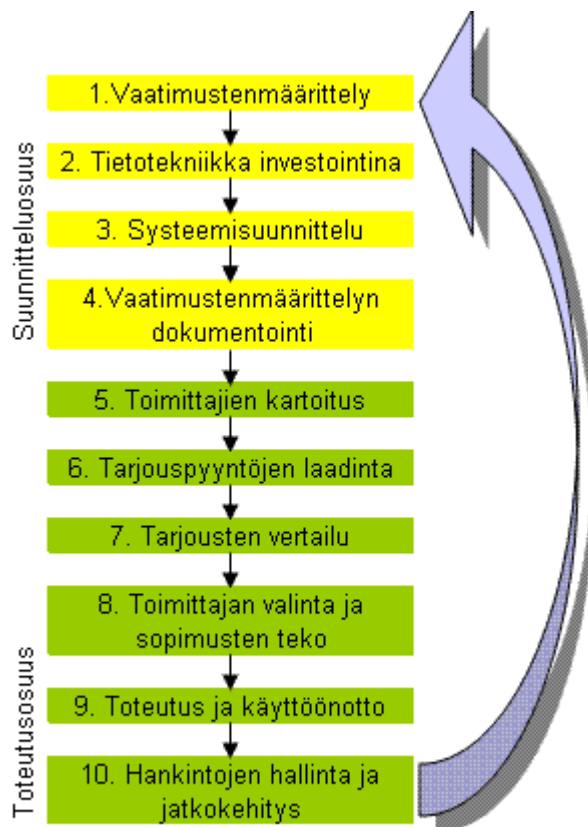 Suunnitteluosuus
1.Vaatimustenmäärittely
2. Tietotekniikka investointina
3. Systeemisuunnittelu
4.Vaatimustenmäärittelyn
dokumentointi
Toteutusosuus
5. Toimittajien kartoitus
6. Tarjouspyyntöjen laadinta
7. Tarjousten vertailu
8. Toimittajan valinta ja
sopimusten teko
9. Toteutus ja käyttöönotto
10. Hankintojen hallinta ja
jatkokehitys